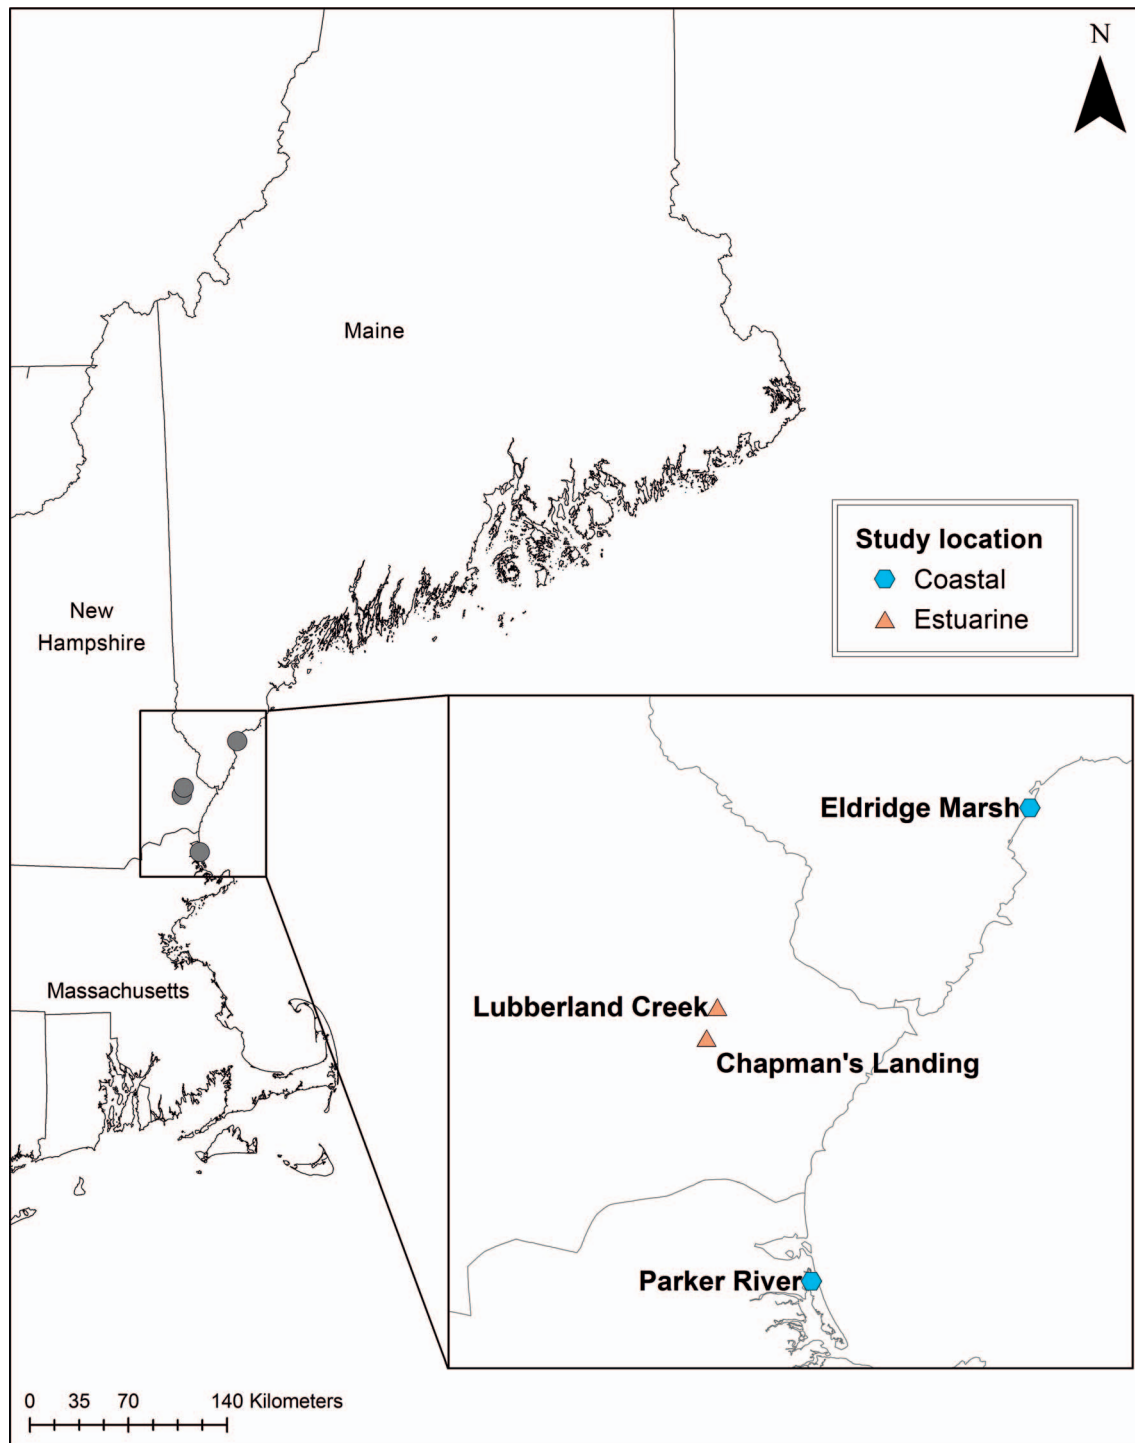 N
Maine
Study location
Coastal
Estuarine
New
Hampshire
Eldridge Marsh
Massachusetts
Lubberland Creek
Chapman's Landing
Parker River
0 35 70 140 Kilometers